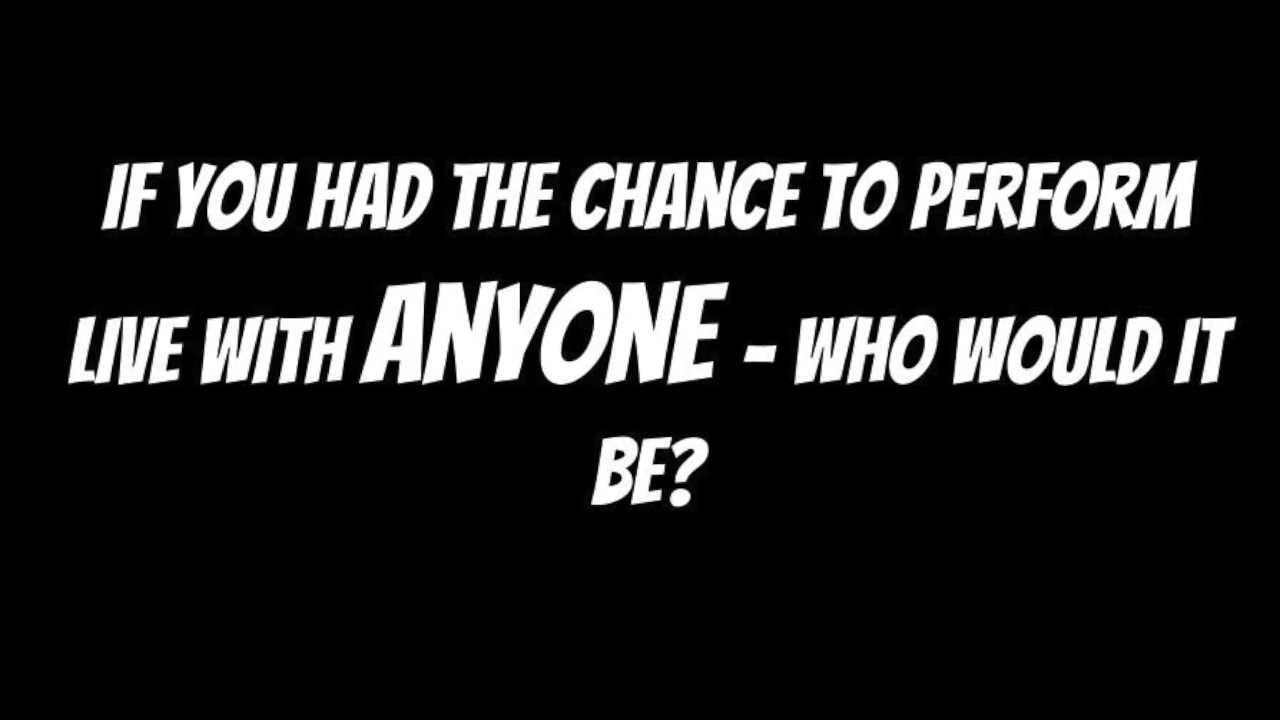 IF YOU HAD THE CHANCE TO PERFORM
LIVE WITH ANYONE - WHO WOULD IT
BE?